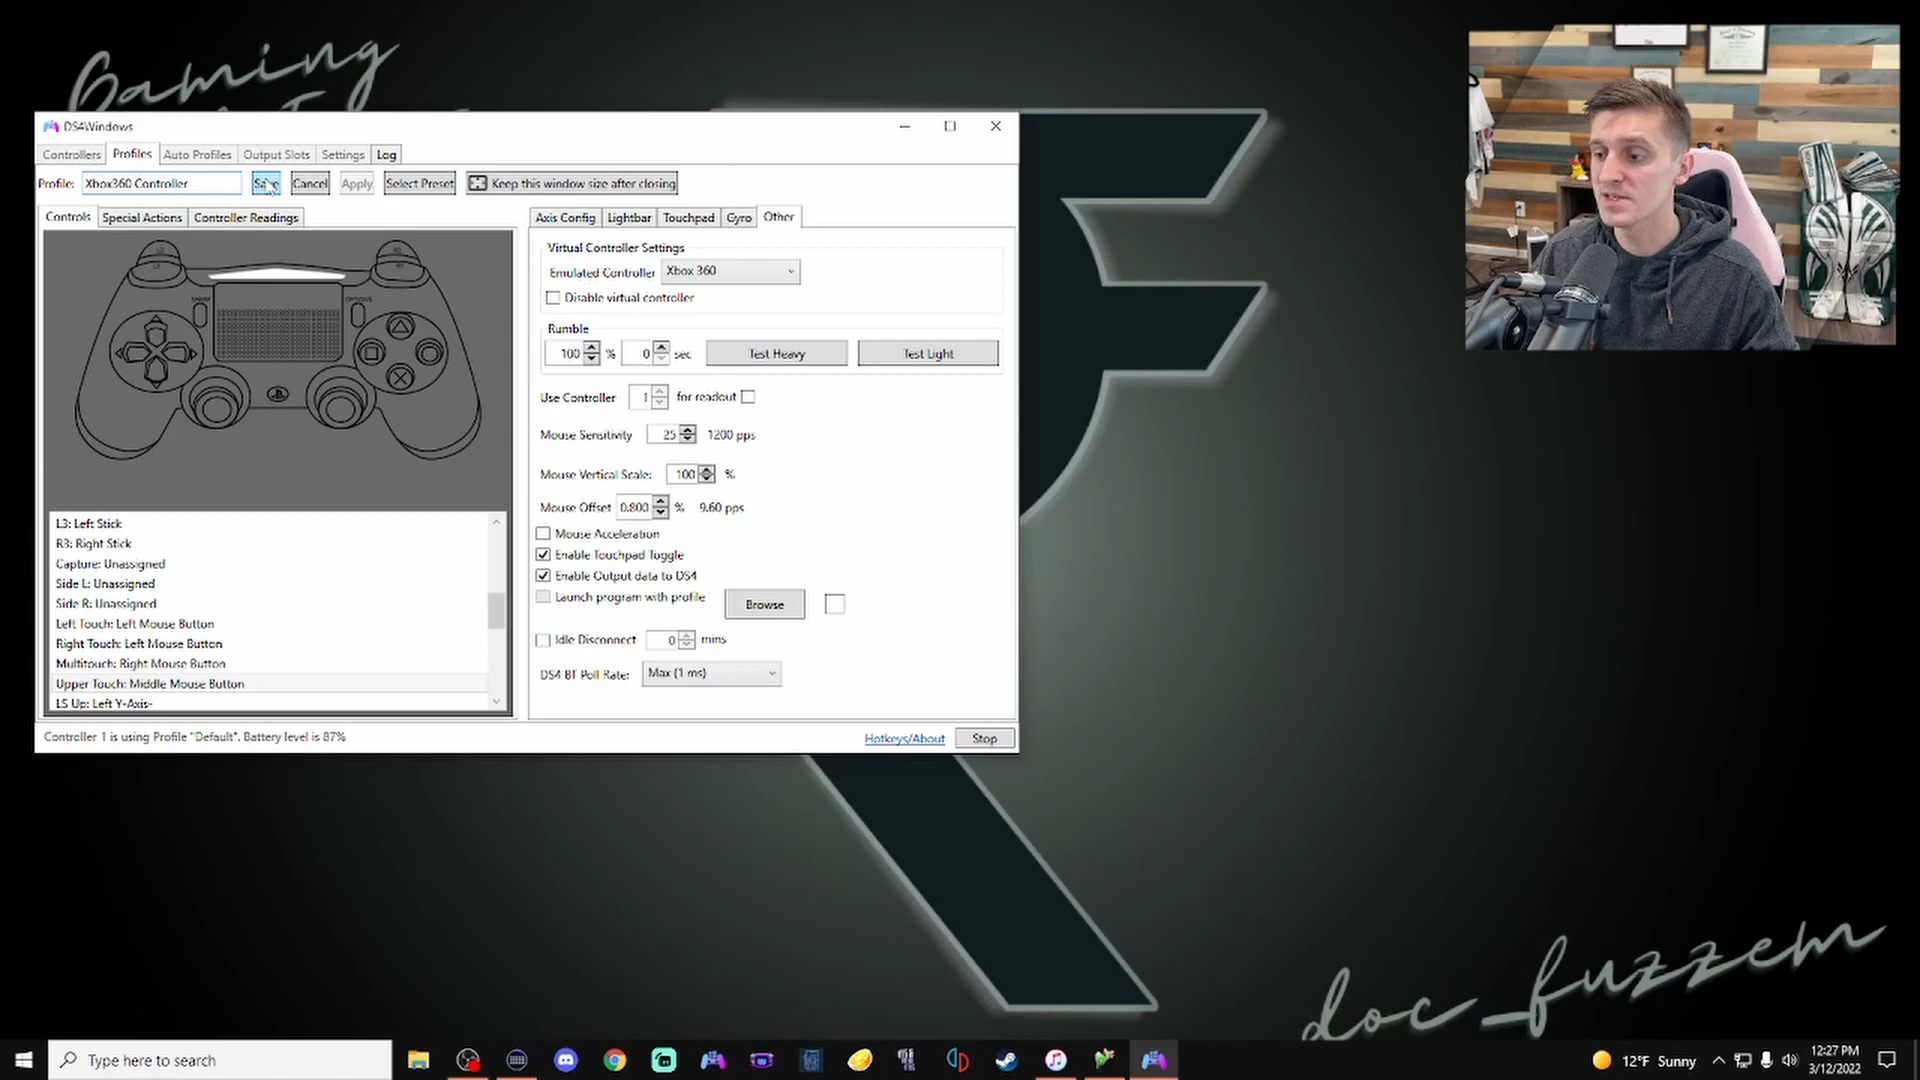 Gaming
DS4Windows
Controllers Profiles Auto Profiles Output Slots Settings Log
Profile: Xbox360 Controller Save Cancel Apply Select Preset Keep this window size after closing
Controls Special Actions Controller Readings
Axis Config Lightbar Touchpad Gyro Other
Virtual Controller Settings
Emulated Controller Xbox 360
Disable virtual controller
Rumble
100 % 0 sec Test Heavy Test Light
Use Controller 1 for readout
Mouse Sensitivity 25 1200 pps
Mouse Vertical Scale: 100 %
Mouse Offset 0.800 % 9.60 pps
Mouse Acceleration
Enable Touchpad Toggle
Enable Output data to DS4
Launch program with profile Browse
Idle Disconnect 0 mins
DS4 BT Poll Rate: Max (1 ms)
SHARE OPTIONS
L3: Left Stick
R3: Right Stick
Capture: Unassigned
Side L: Unassigned
Side R: Unassigned
Left Touch: Left Mouse Button
Right Touch: Left Mouse Button
Multitouch: Right Mouse Button
Upper Touch: Middle Mouse Button
LS Up: Left Y-Axis-
Controller 1 is using Profile "Default". Battery level is 87%
Hotkeys/About Stop
doc_fuzzem
Type here to search
12°F Sunny
12:27 PM
3/12/2022